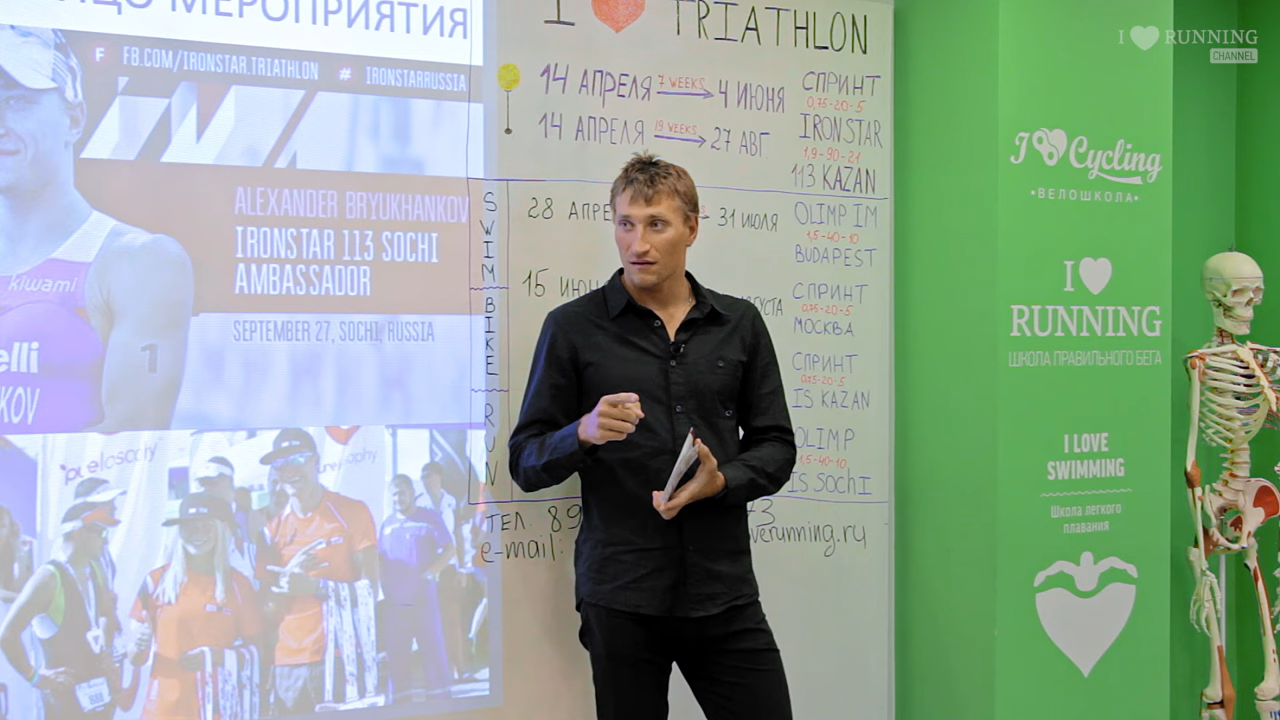 ЦО МЕРОПРИЯТИЯ
F FB.COM/IRONSTAR.TRIATHLON # IRONSTARRUSSIA
ALEXANDER BRYUKHANKOV
IRONSTAR 113 SOCHI
AMBASSADOR
SEPTEMBER 27, SOCHI, RUSSIA
kiwami
elli
KOV
1
I TRIATHLON
14 АПРЕЛЯ 7 WEEKS 4 ИЮНЯ СПРИНТ
0,75-20-5
14 АПРЕЛЯ 19 WEEKS 27 АВГ IRONSTAR
1,9-90-21
113 KAZAN
SWIM
BIKE
RUN
28 АПРЕ 31 ИЮЛЯ OLIMP IM
1,5-40-10
BUDAPEST
15 ИЮН ГУСТА СПРИНТ
0,75-20-5
МОСКВА
СПРИНТ
0,75-20-5
IS KAZAN
OLIMP
1,5-40-10
IS SOCHI
ТЕЛ. 89 73
e-mail: verunning.ru
I RUNNING
CHANNEL
I Cycling
•ВЕЛОШКОЛА•
I
RUNNING
ШКОЛА ПРАВИЛЬНОГО БЕГА
I LOVE
SWIMMING
Школа легкого
плавания